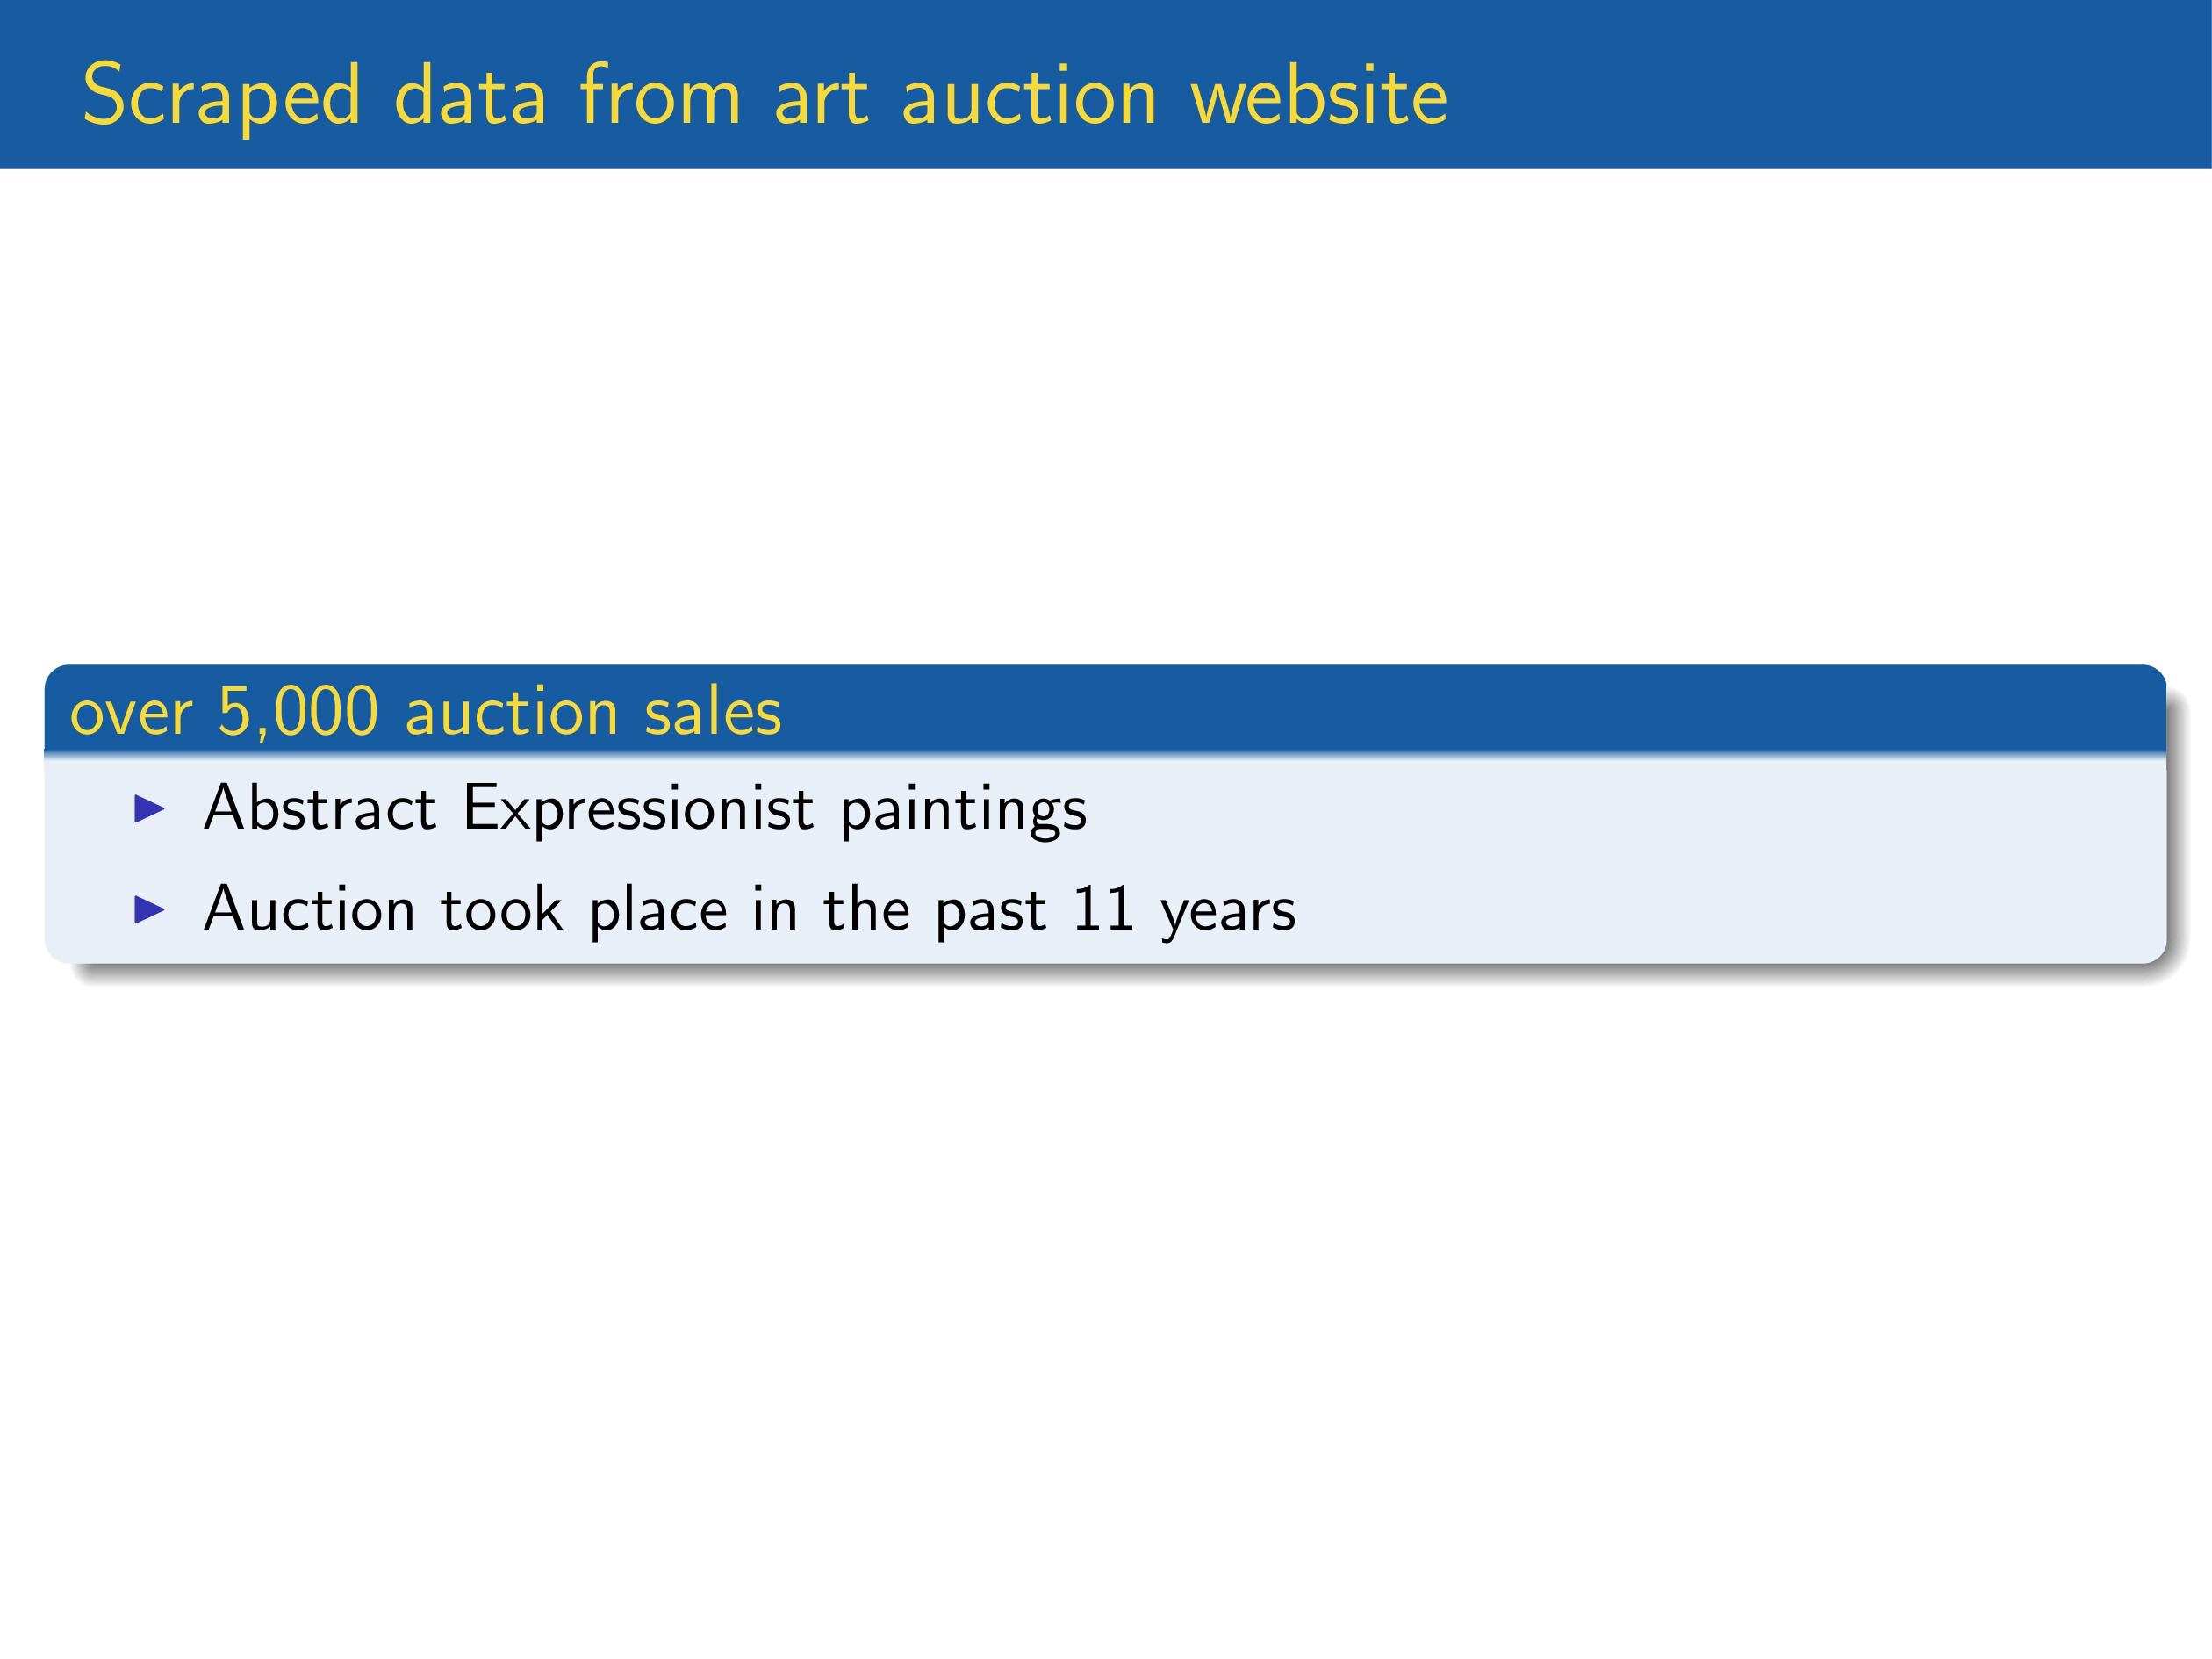 Scraped data from art auction website
over 5,000 auction sales
Abstract Expressionist paintings
Auction took place in the past 11 years